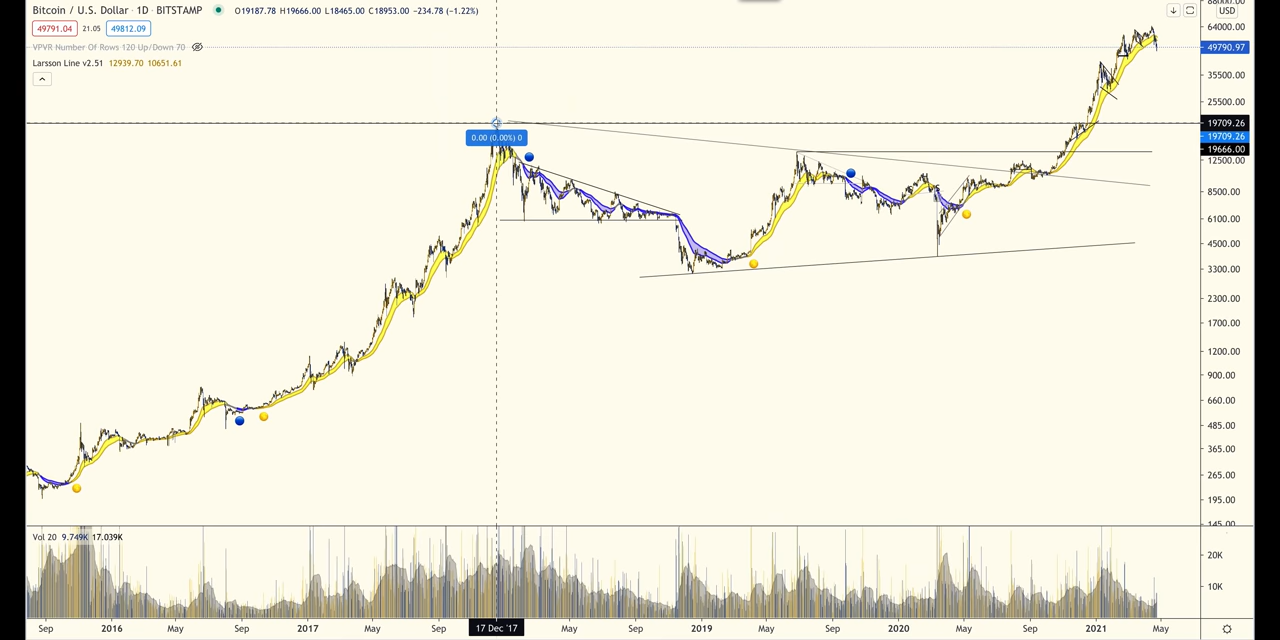 Bitcoin / U.S. Dollar · 1D · BITSTAMP O19187.78 H19666.00 L18465.00 C18953.00 −234.78 (−1.22%)
49791.04 21.05 49812.09
VPVR Number Of Rows 120 Up/Down 70
Larsson Line v2.51 12939.70 10651.61
USD
88000.00
64000.00
49790.97
35500.00
25500.00
19709.26
19709.26
19666.00
12500.00
8500.00
6100.00
4500.00
3300.00
2300.00
1700.00
1200.00
900.00
660.00
485.00
365.00
265.00
195.00
145.00
0.00 (0.00%) 0
Vol 20 9.749K 17.039K
20K
10K
Sep 2016 May Sep 2017 May Sep 17 Dec '17 May Sep 2019 May Sep 2020 May Sep 2021 May